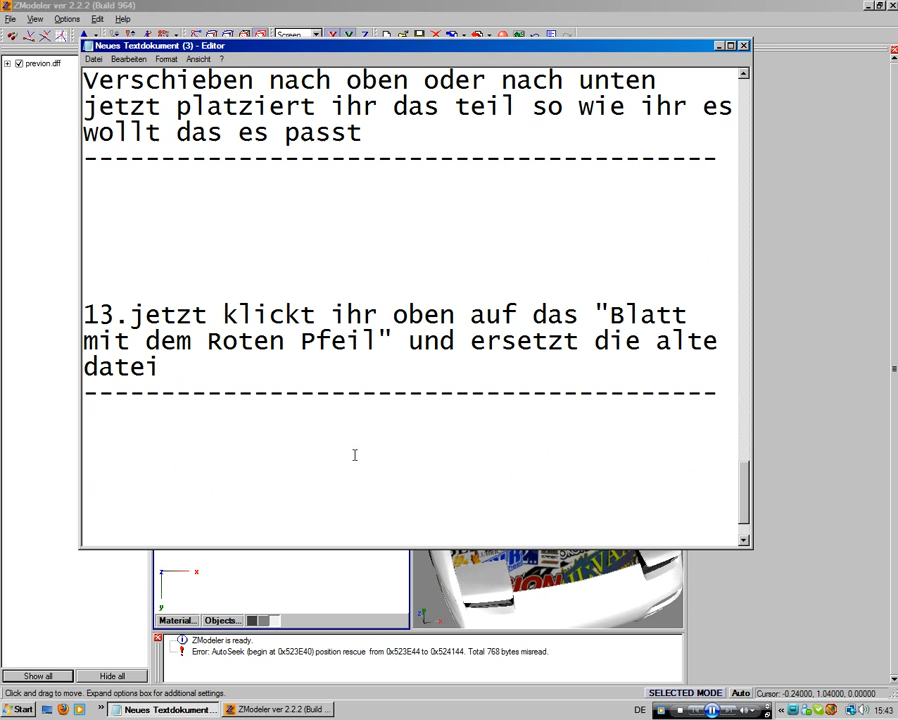 ZModeler ver 2.2.2 (Build 964)
File View Options Edit
Screen
X Y Z
Neues Textdokument (3) - Editor
Datei Bearbeiten Format Ansicht ?
previon.dff
Verschieben nach oben oder nach unten
jetzt platziert ihr das teil so wie ihr es
wollt das es passt
-----------------------------------------
13.jetzt klickt ihr oben auf das "Blatt
mit dem Roten Pfeil" und ersetzt die alte
datei
-----------------------------------------
z x
y
Material... Objects...
ZModeler is ready.
Error: AutoSeek (begin at 0x523E40) position rescue from 0x523E44 to 0x524144. Total 768 bytes misread.
Show all Hide all
Click and drag to move. Expand options box for additional settings.
SELECTED MODE Auto Cursor: -0.24000, 1.04000, 0.00000
Start Neues Textdokument... ZModeler ver 2.2.2 (Build ... DE 15:43